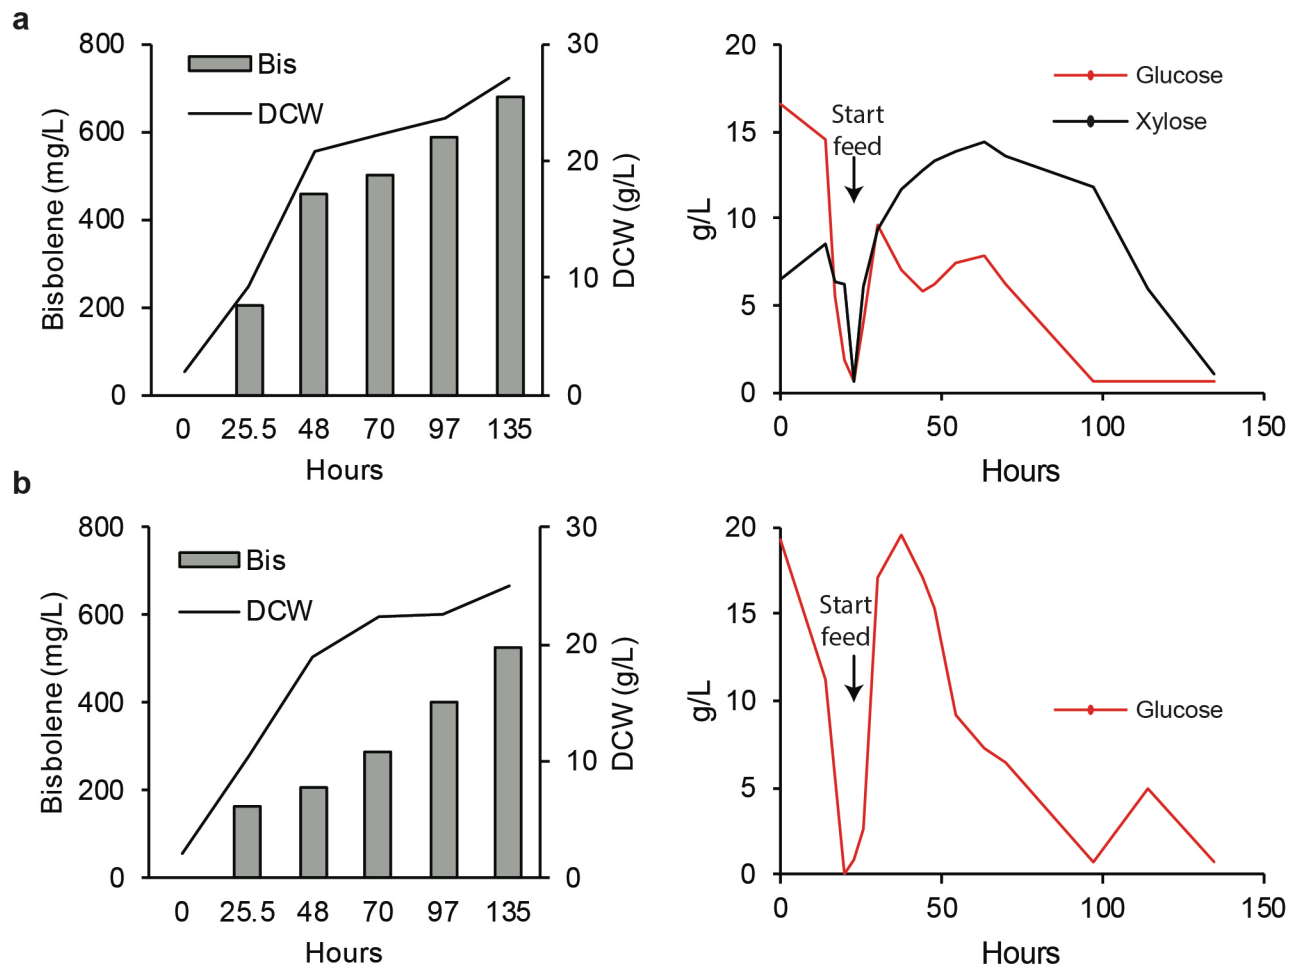 a
800
600
400
200
0
Bisbolene (mg/L)
Bis
DCW
30
20
10
0
DCW (g/L)
0 25.5 48 70 97 135
Hours
20
15
10
5
0
g/L
Start
feed
Glucose
Xylose
0 50 100 150
Hours
b
800
600
400
200
0
Bisbolene (mg/L)
Bis
DCW
30
20
10
0
DCW (g/L)
0 25.5 48 70 97 135
Hours
20
15
10
5
0
g/L
Start
feed
Glucose
0 50 100 150
Hours